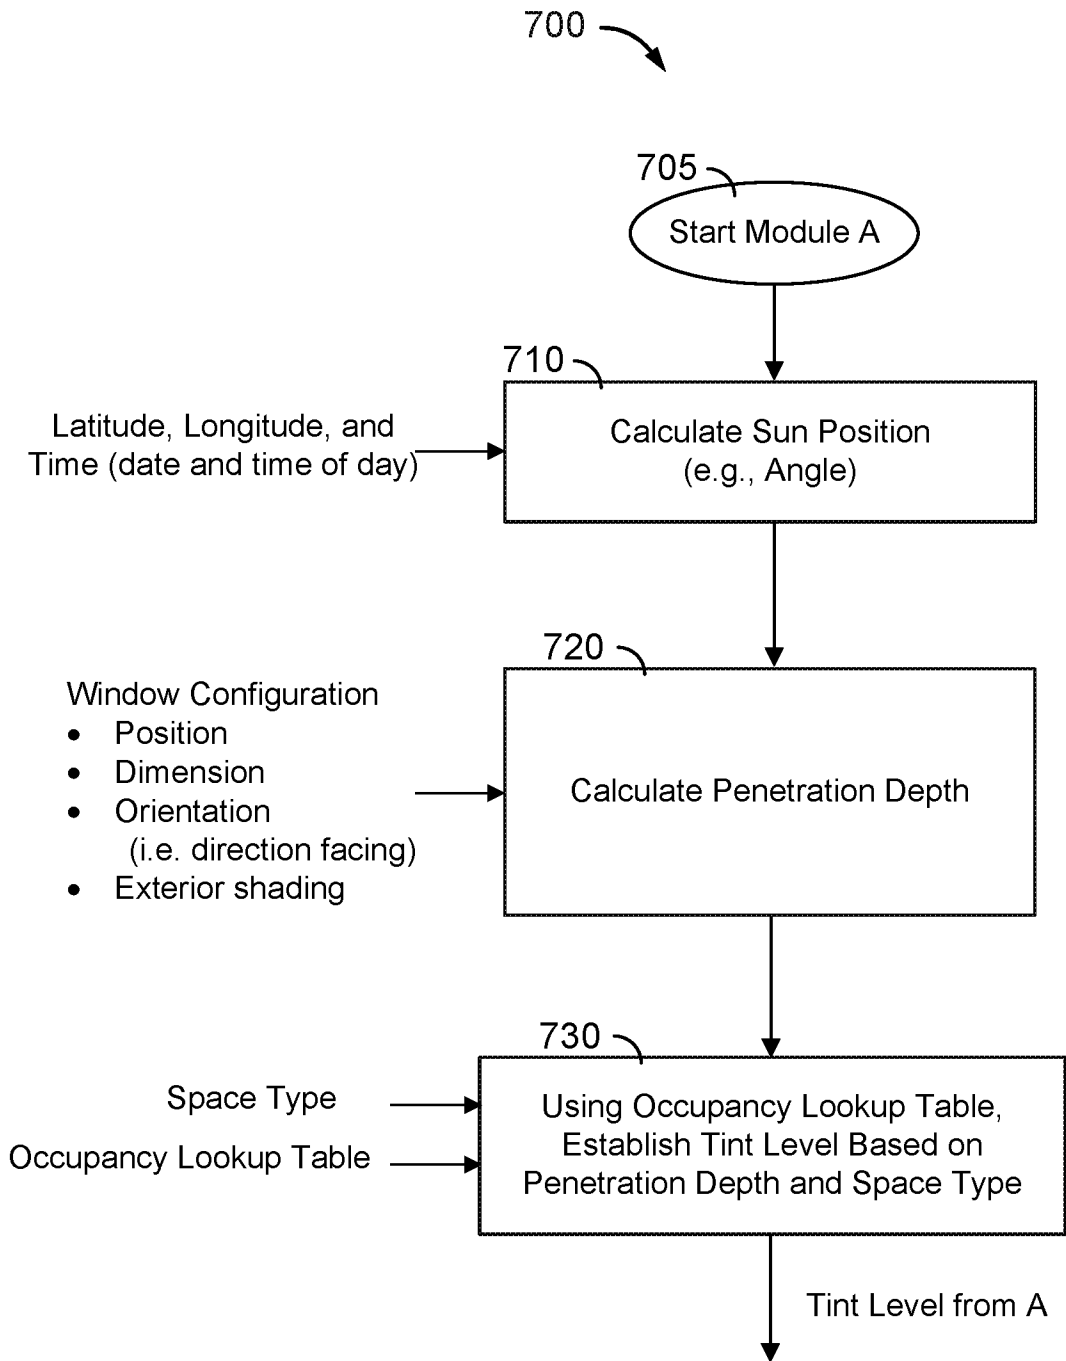 700
705
Start Module A
710
Latitude, Longitude, and
Time (date and time of day)
Calculate Sun Position
(e.g., Angle)
720
Window Configuration
• Position
• Dimension
• Orientation
(i.e. direction facing)
• Exterior shading
Calculate Penetration Depth
730
Space Type
Occupancy Lookup Table
Using Occupancy Lookup Table,
Establish Tint Level Based on
Penetration Depth and Space Type
Tint Level from A